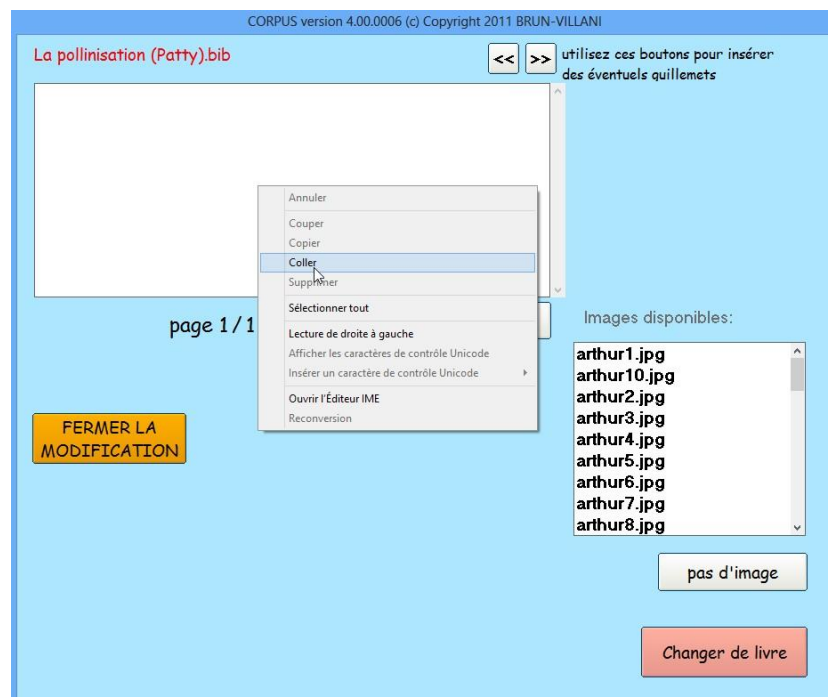 CORPUS version 4.00.0006 (c) Copyright 2011 BRUN-VILLANI
La pollinisation (Patty).bib
<< >>
utilisez ces boutons pour insérer
des éventuels guillemets
Annuler
Couper
Copier
Coller
Supprimer
Sélectionner tout
Lecture de droite à gauche
Afficher les caractères de contrôle Unicode
Insérer un caractère de contrôle Unicode
Ouvrir l'Éditeur IME
Reconversion
page 1 / 1
Images disponibles:
arthur1.jpg
arthur10.jpg
arthur2.jpg
arthur3.jpg
arthur4.jpg
arthur5.jpg
arthur6.jpg
arthur7.jpg
arthur8.jpg
FERMER LA
MODIFICATION
pas d'image
Changer de livre